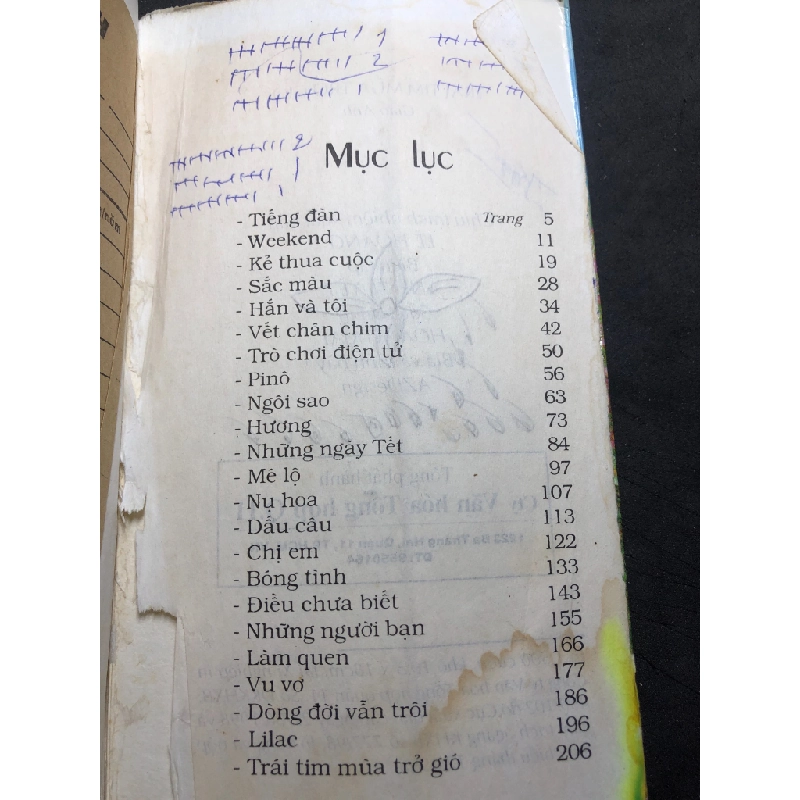 Mục lục
- Tiếng đàn Trang 5
- Weekend 11
- Kẻ thua cuộc 19
- Sắc màu 28
- Hắn và tôi 34
- Vết chân chim 42
- Trò chơi điện tử 50
- Pinô 56
- Ngôi sao 63
- Hương 73
- Những ngày Tết 84
- Mè lộ 97
- Nụ hoa 107
- Dấu câu 113
- Chị em 122
- Bóng tình 133
- Điều chưa biết 143
- Những người bạn 155
- Làm quen 166
- Vu vơ 177
- Dòng đời vẫn trôi 186
- Lilac 196
- Trái tim mùa trở gió 206